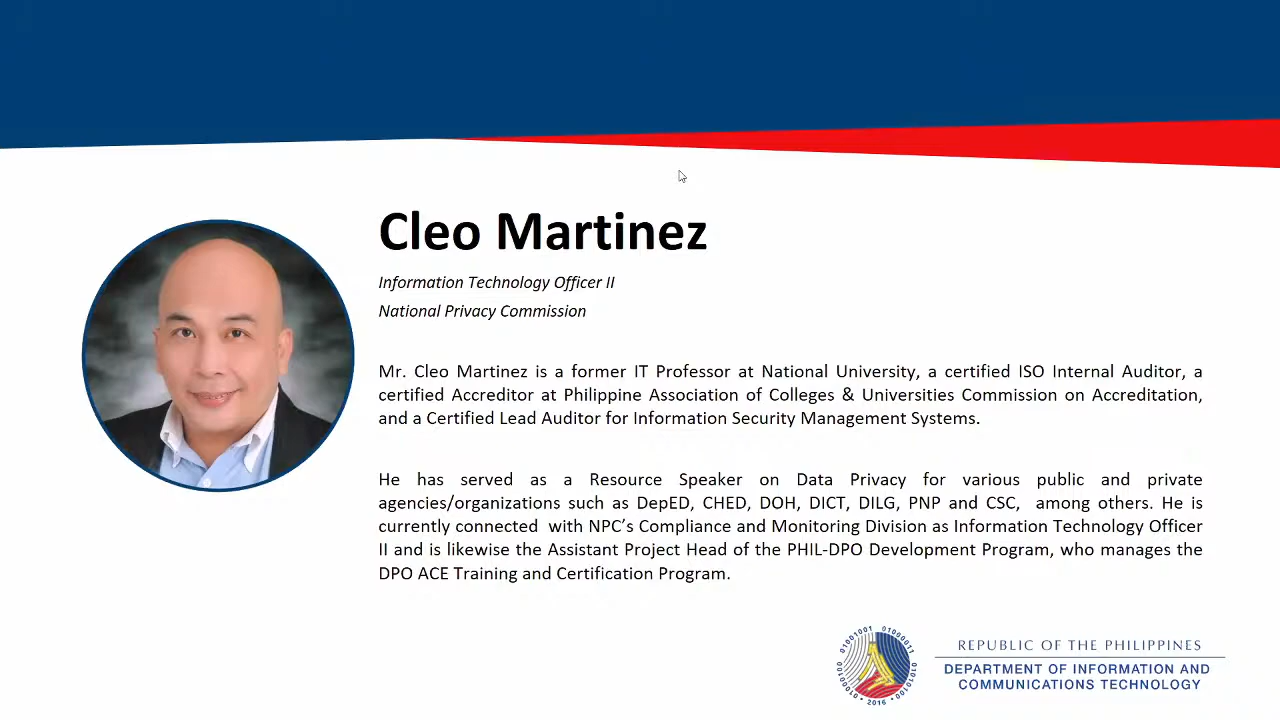 Cleo Martinez
Information Technology Officer II
National Privacy Commission
Mr. Cleo Martinez is a former IT Professor at National University, a certified ISO Internal Auditor, a
certified Accreditor at Philippine Association of Colleges & Universities Commission on Accreditation,
and a Certified Lead Auditor for Information Security Management Systems.
He has served as a Resource Speaker on Data Privacy for various public and private
agencies/organizations such as DepED, CHED, DOH, DICT, DILG, PNP and CSC,  among others. He is
currently connected  with NPC’s Compliance and Monitoring Division as Information Technology Officer
II and is likewise the Assistant Project Head of the PHIL-DPO Development Program, who manages the
DPO ACE Training and Certification Program.
01001001 01000011
01000100 • 2016 • 01010100
REPUBLIC OF THE PHILIPPINES
DEPARTMENT OF INFORMATION AND
COMMUNICATIONS TECHNOLOGY